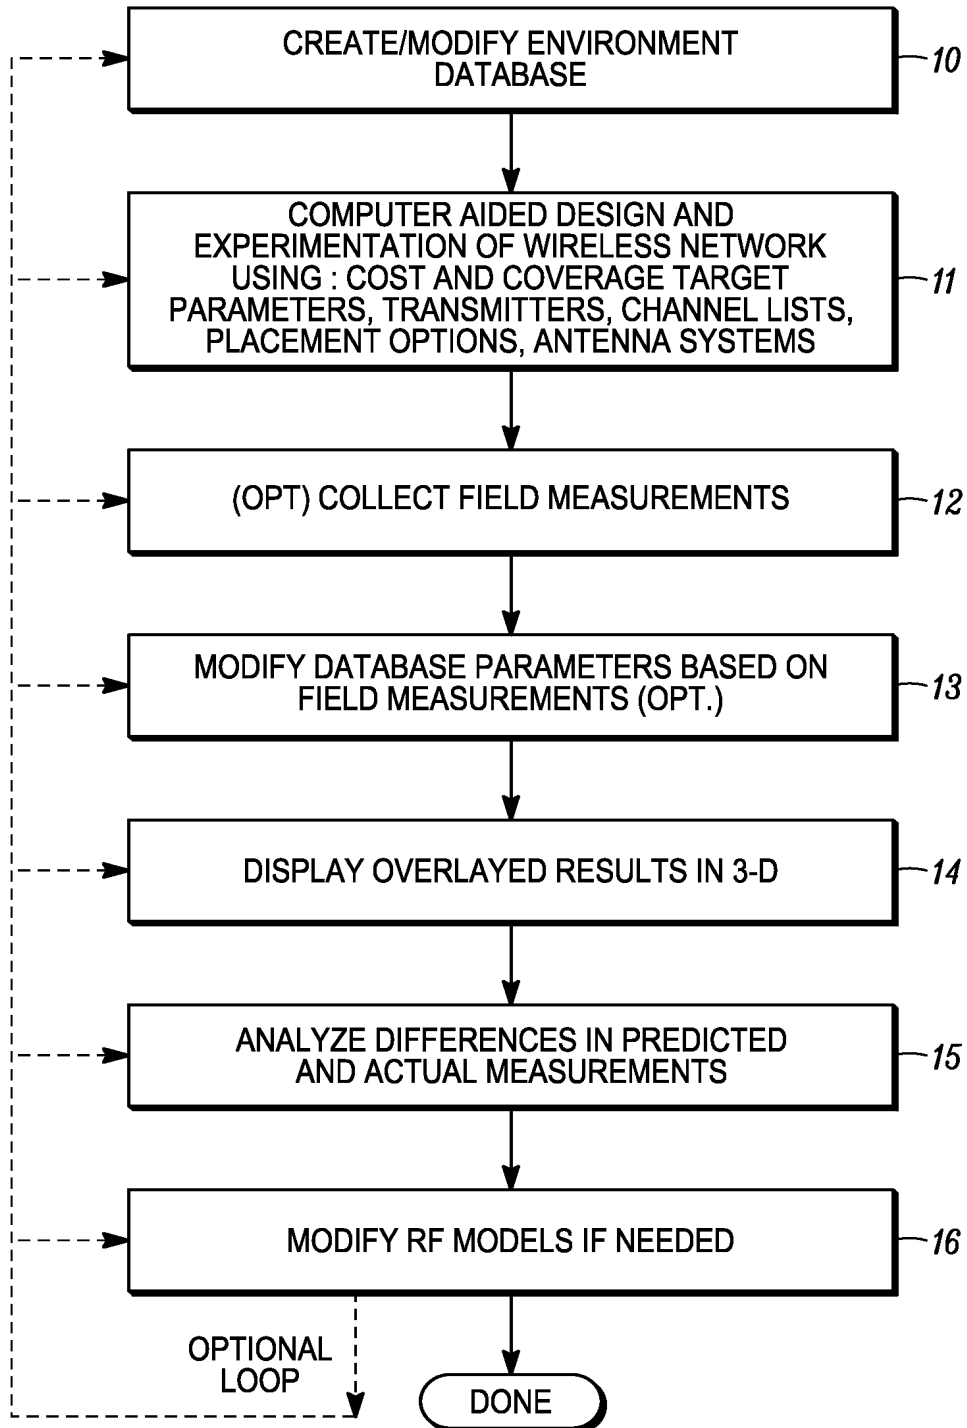 CREATE/MODIFY ENVIRONMENT
DATABASE
10
COMPUTER AIDED DESIGN AND
EXPERIMENTATION OF WIRELESS NETWORK
USING : COST AND COVERAGE TARGET
PARAMETERS, TRANSMITTERS, CHANNEL LISTS,
PLACEMENT OPTIONS, ANTENNA SYSTEMS
11
(OPT) COLLECT FIELD MEASUREMENTS
12
MODIFY DATABASE PARAMETERS BASED ON
FIELD MEASUREMENTS (OPT.)
13
DISPLAY OVERLAYED RESULTS IN 3-D
14
ANALYZE DIFFERENCES IN PREDICTED
AND ACTUAL MEASUREMENTS
15
MODIFY RF MODELS IF NEEDED
16
OPTIONAL
LOOP
DONE